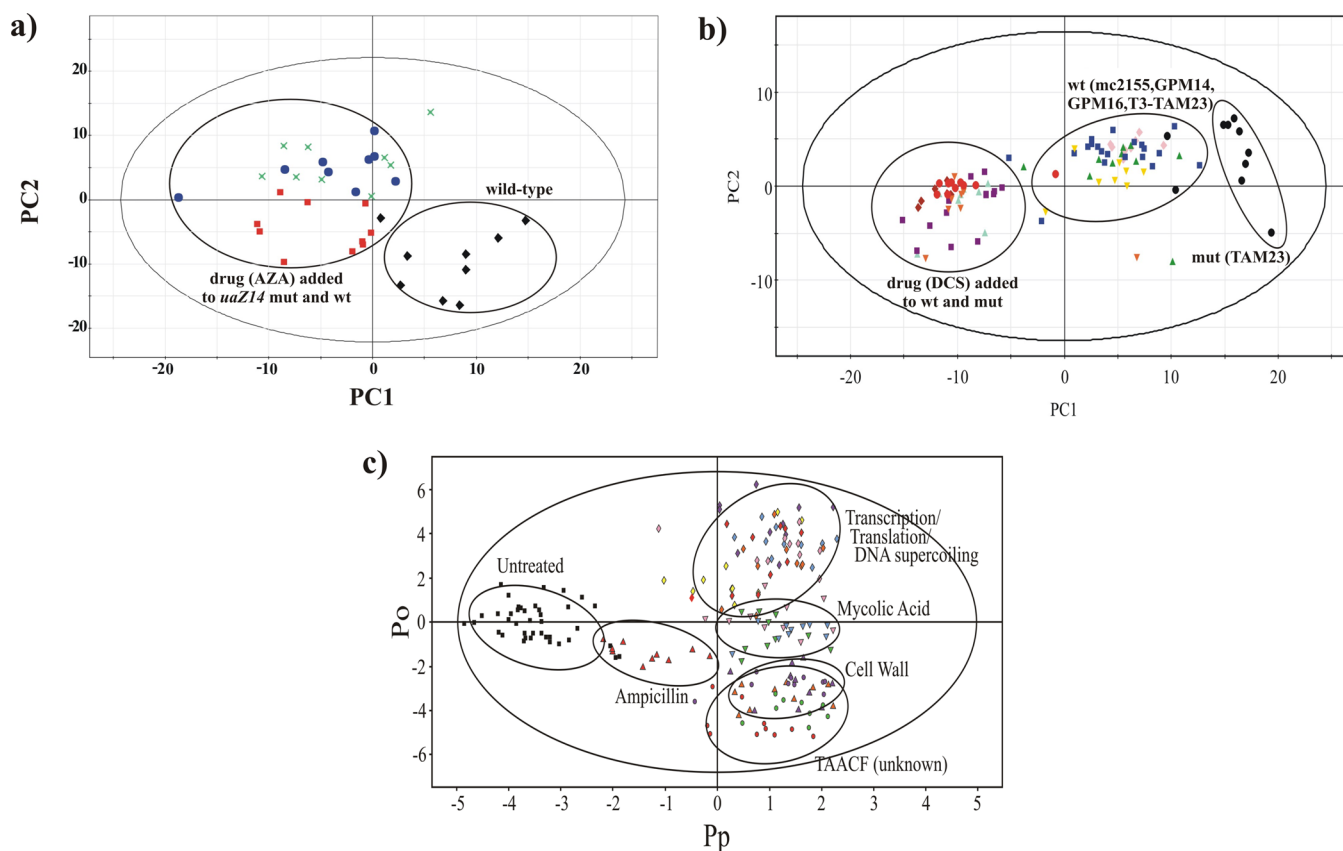 a)
20
10
0
-10
-20
PC2
wild-type
drug (AZA) added
to uaZ14 mut and wt
-20
-10
0
10
20
PC1
b)
10
0
-10
PC2
wt (mc2155,GPM14,
GPM16,T3-TAM23)
mut (TAM23)
drug (DCS) added
to wt and mut
-20
-10
0
10
20
PC1
c)
6
4
2
0
-2
-4
-6
Po
Untreated
Ampicillin
Transcription/
Translation/
DNA supercoiling
Mycolic Acid
Cell Wall
TAACF (unknown)
-5
-4
-3
-2
-1
0
1
2
3
4
5
Pp